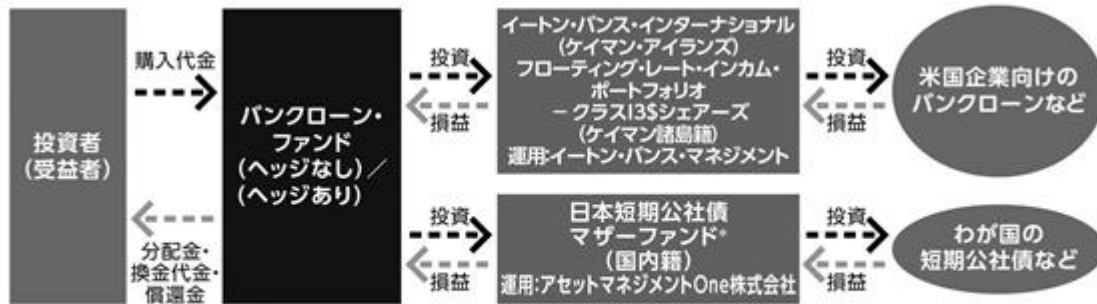 投資者
(受益者)
購入代金
分配金・
換金代金・
償還金
バンクローン・
ファンド
(ヘッジなし)／
(ヘッジあり)
投資
損益
イートン・バンス・インターナショナル
(ケイマン・アイランズ)
フローティング・レート・インカム・
ポートフォリオ
－クラスI3$シェアーズ
(ケイマン諸島籍)
運用:イートン・バンス・マネジメント
投資
損益
米国企業向けの
バンクローンなど
投資
損益
日本短期公社債
マザーファンド*
(国内籍)
運用:アセットマネジメントOne株式会社
投資
損益
わが国の
短期公社債など